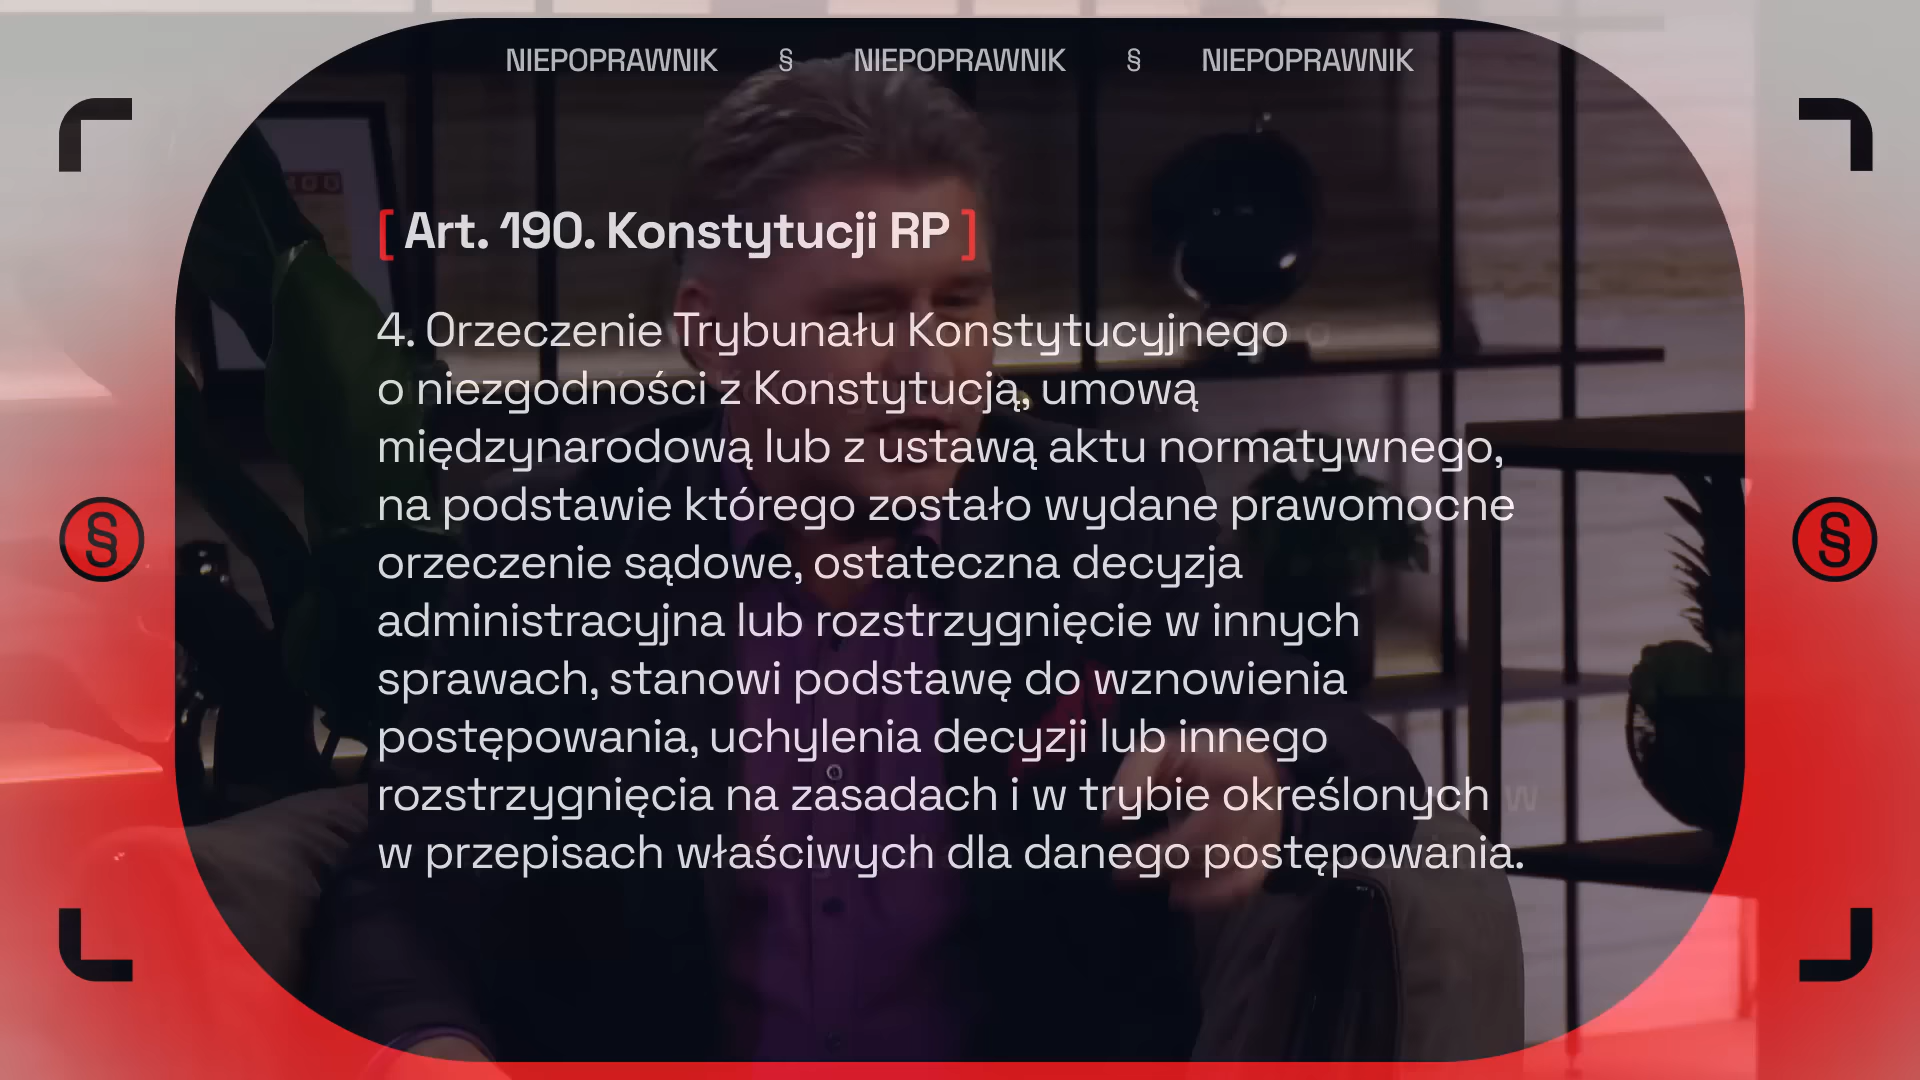 NIEPOPRAWNIK § NIEPOPRAWNIK § NIEPOPRAWNIK
[ Art. 190. Konstytucji RP ]
4. Orzeczenie Trybunału Konstytucyjnego
o niezgodności z Konstytucją, umową
międzynarodową lub z ustawą aktu normatywnego,
na podstawie którego zostało wydane prawomocne
orzeczenie sądowe, ostateczna decyzja
administracyjna lub rozstrzygnięcie w innych
sprawach, stanowi podstawę do wznowienia
postępowania, uchylenia decyzji lub innego
rozstrzygnięcia na zasadach i w trybie określonych
w przepisach właściwych dla danego postępowania.
§ §